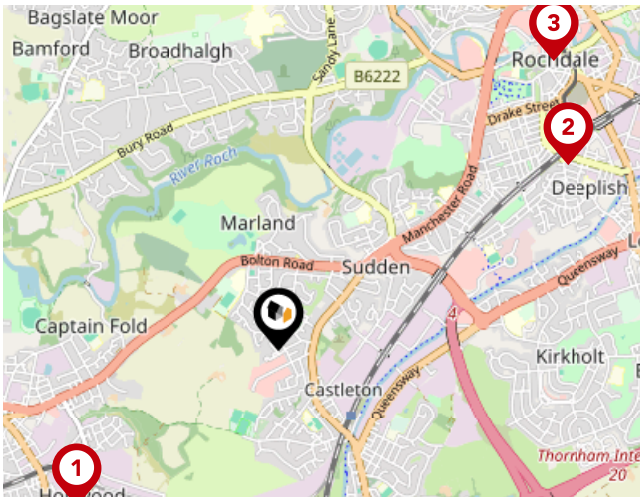 Bagslate Moor
3
Bamford
Broadhalgh
Sandy Lane
Rochdale
B6222
Drake Street
2
Bury Road
River Roch
Deeplish
Marland
Manchester Road
Bolton Road
Sudden
Queensway
4
Captain Fold
Kirkholt
Castleton
Queensway
1
Thornham Inte
20